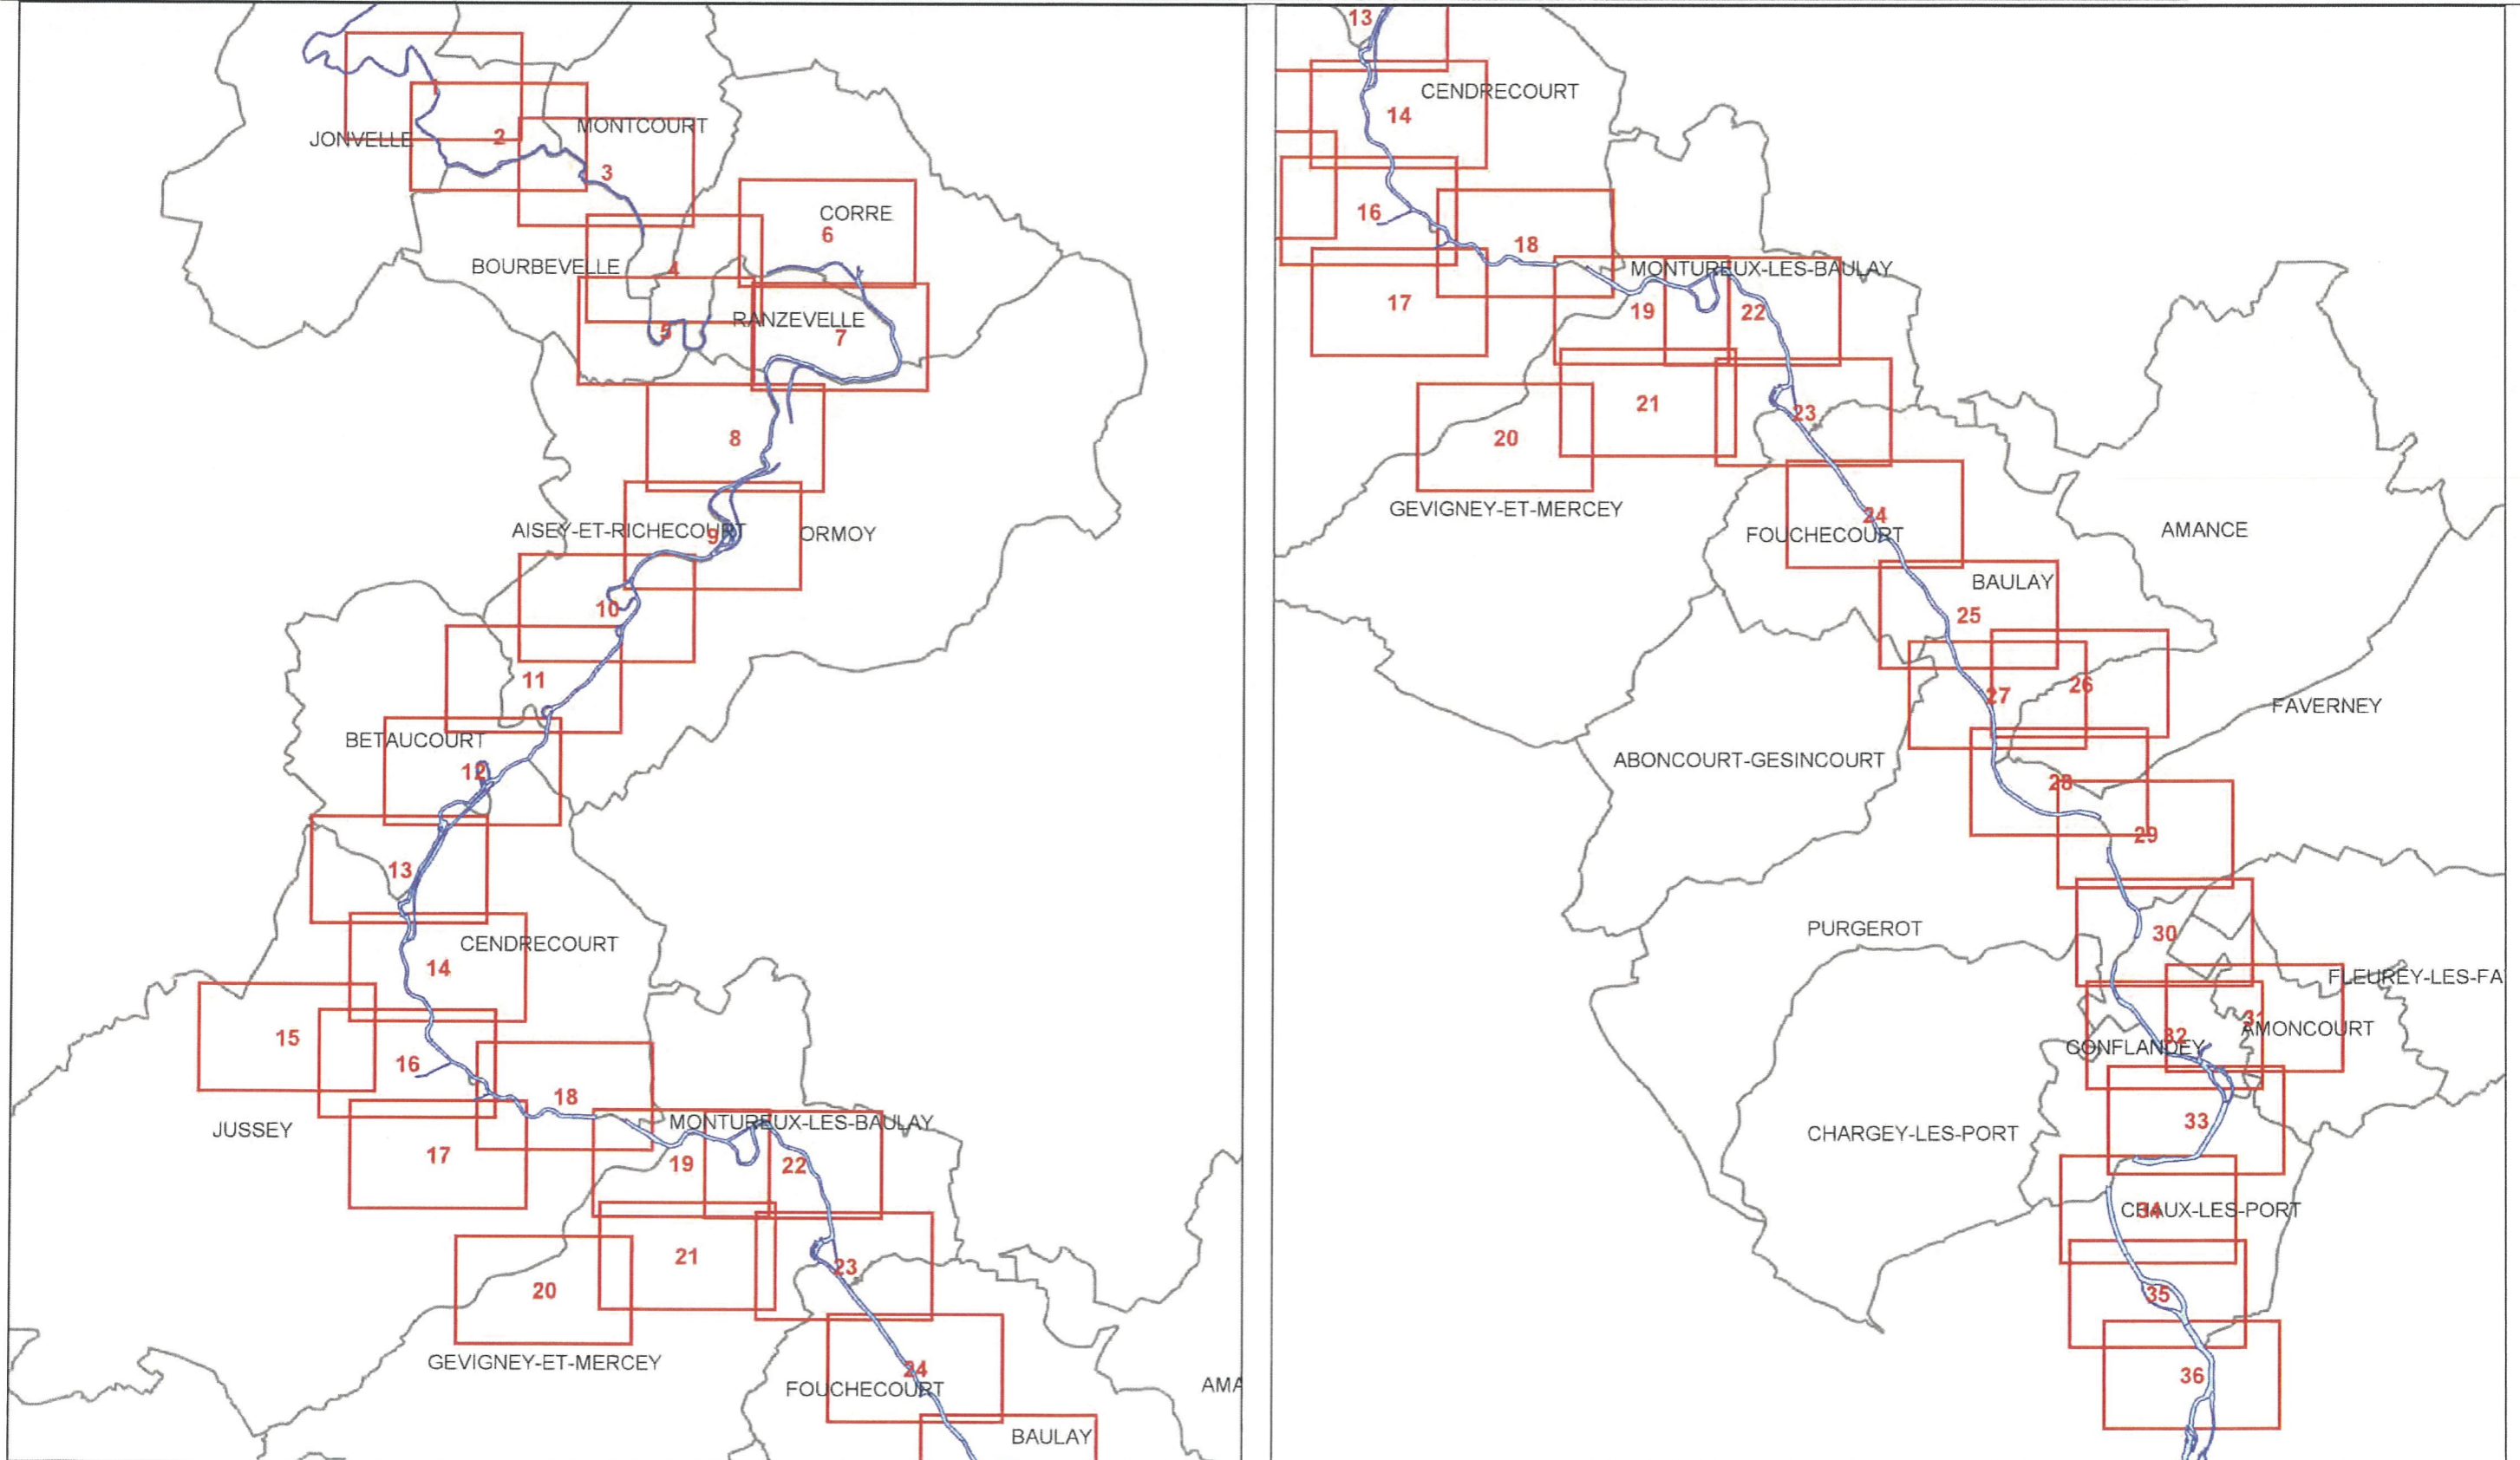 1
JONVELLE
2
MONTCOURT
3
CORRE
6
BOURBEVELLE
4
RANZEVELLE
5
7
8
AISEY-ET-RICHECOURT
9
ORMOY
10
11
BETAUCOURT
12
13
CENDRECOURT
14
15
16
JUSSEY
17
18
MONTUREUX-LES-BAULAY
19
22
21
20
23
GEVIGNEY-ET-MERCEY
24
FOUCHECOURT
AMA
BAULAY
13
CENDRECOURT
14
16
18
MONTUREUX-LES-BAULAY
17
19
22
21
23
20
GEVIGNEY-ET-MERCEY
24
FOUCHECOURT
AMANCE
BAULAY
25
27
26
FAVERNEY
ABONCOURT-GESINCOURT
28
29
PURGEROT
30
FLEUREY-LES-FA
31
AMONCOURT
32
CONFLANDEY
33
CHARGEY-LES-PORT
34
CHAUX-LES-PORT
35
36